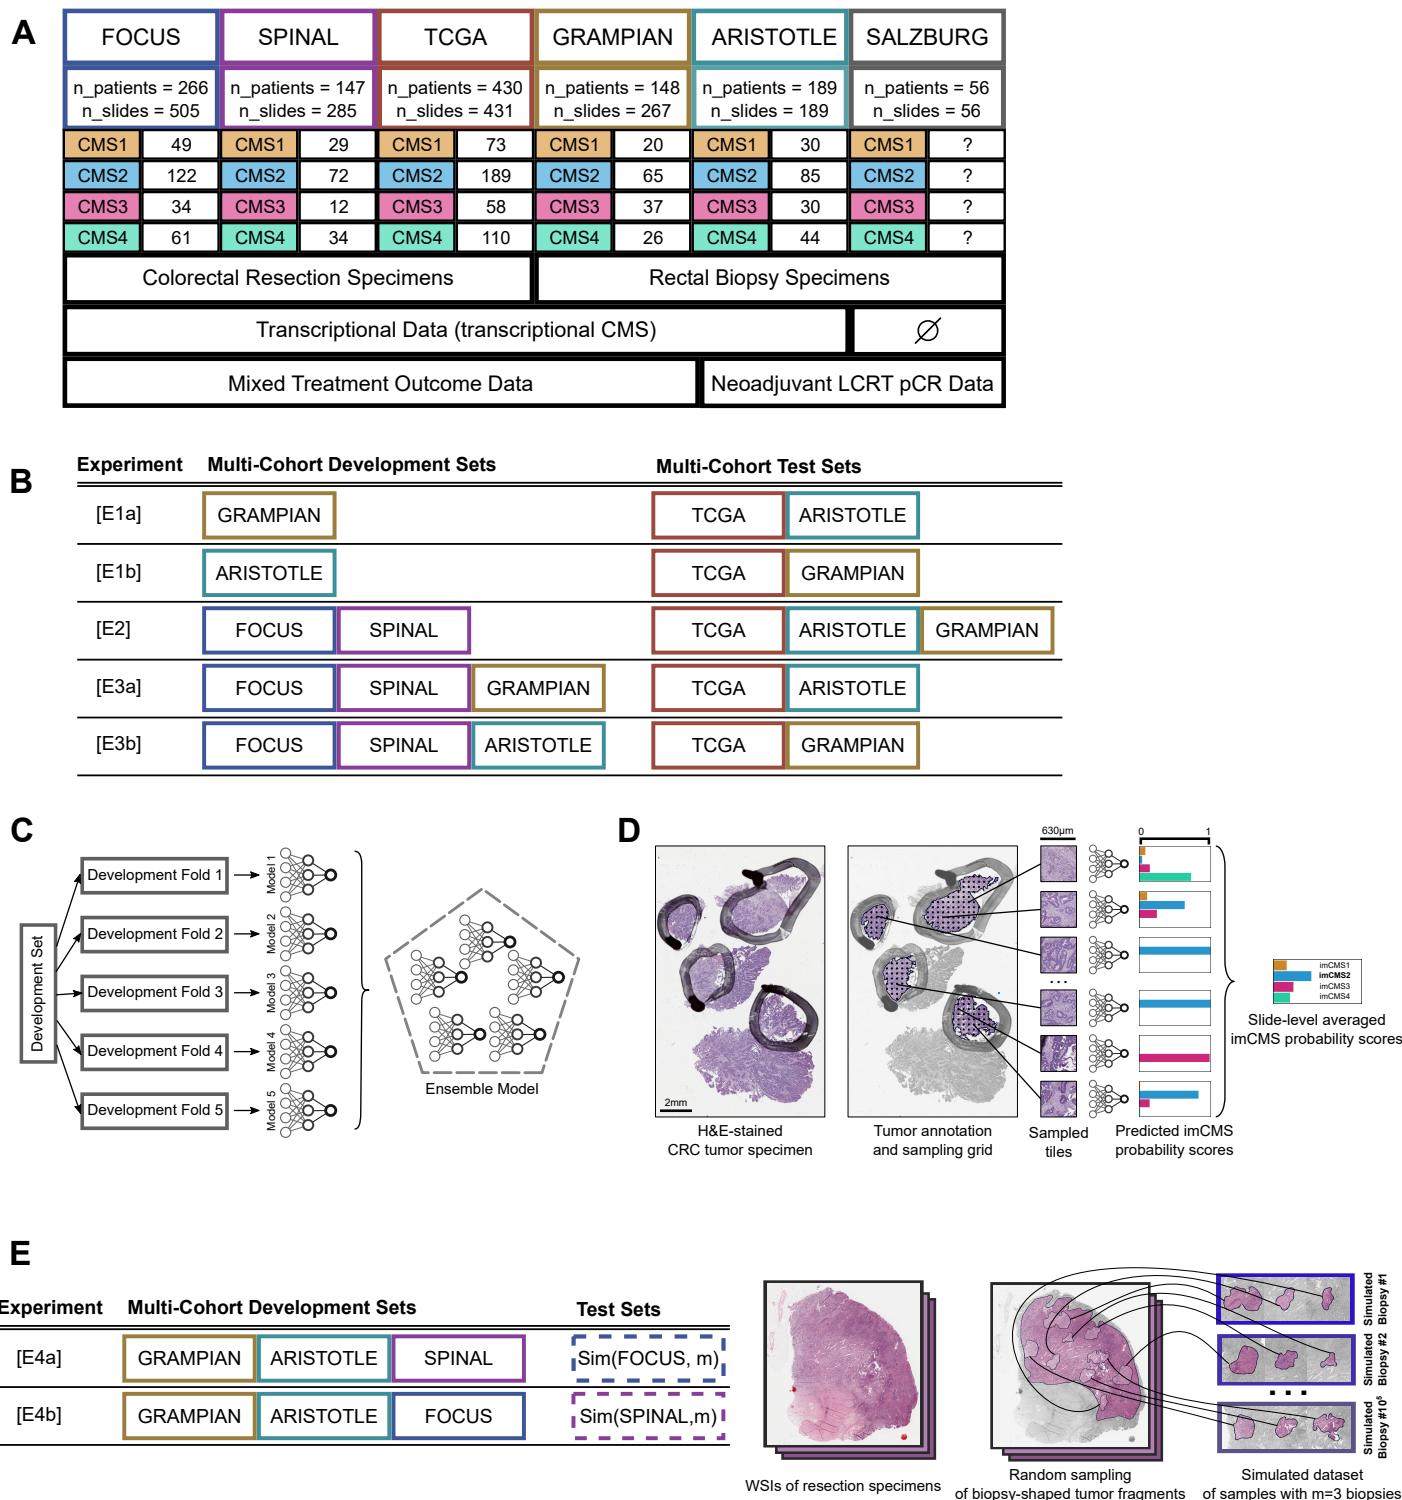 A
FOCUS SPINAL TCGA GRAMPIAN ARISTOTLE SALZBURG
n_patients = 266 n_patients = 147 n_patients = 430 n_patients = 148 n_patients = 189 n_patients = 56
n_slides = 505 n_slides = 285 n_slides = 431 n_slides = 267 n_slides = 189 n_slides = 56
CMS1 49 CMS1 29 CMS1 73 CMS1 20 CMS1 30 CMS1 ?
CMS2 122 CMS2 72 CMS2 189 CMS2 65 CMS2 85 CMS2 ?
CMS3 34 CMS3 12 CMS3 58 CMS3 37 CMS3 30 CMS3 ?
CMS4 61 CMS4 34 CMS4 110 CMS4 26 CMS4 44 CMS4 ?
Colorectal Resection Specimens Rectal Biopsy Specimens
Transcriptional Data (transcriptional CMS) ∅
Mixed Treatment Outcome Data Neoadjuvant LCRT pCR Data
B
Experiment Multi-Cohort Development Sets Multi-Cohort Test Sets
[E1a] GRAMPIAN TCGA ARISTOTLE
[E1b] ARISTOTLE TCGA GRAMPIAN
[E2] FOCUS SPINAL TCGA ARISTOTLE GRAMPIAN
[E3a] FOCUS SPINAL GRAMPIAN TCGA ARISTOTLE
[E3b] FOCUS SPINAL ARISTOTLE TCGA GRAMPIAN
C
Development Set
Development Fold 1
Model 1
Development Fold 2
Model 2
Development Fold 3
Model 3
Development Fold 4
Model 4
Development Fold 5
Model 5
Ensemble Model
D
630µm
0 1
2mm
...
H&E-stained
CRC tumor specimen
Tumor annotation
and sampling grid
Sampled
tiles
Predicted imCMS
probability scores
imCMS1
imCMS2
imCMS3
imCMS4
Slide-level averaged
imCMS probability scores
E
Experiment Multi-Cohort Development Sets Test Sets
[E4a] GRAMPIAN ARISTOTLE SPINAL Sim(FOCUS, m)
[E4b] GRAMPIAN ARISTOTLE FOCUS Sim(SPINAL,m)
WSIs of resection specimens
Random sampling
of biopsy-shaped tumor fragments
Simulated
Biopsy #1
Simulated
Biopsy #2
...
Simulated
Biopsy #10⁵
Simulated dataset
of samples with m=3 biopsies